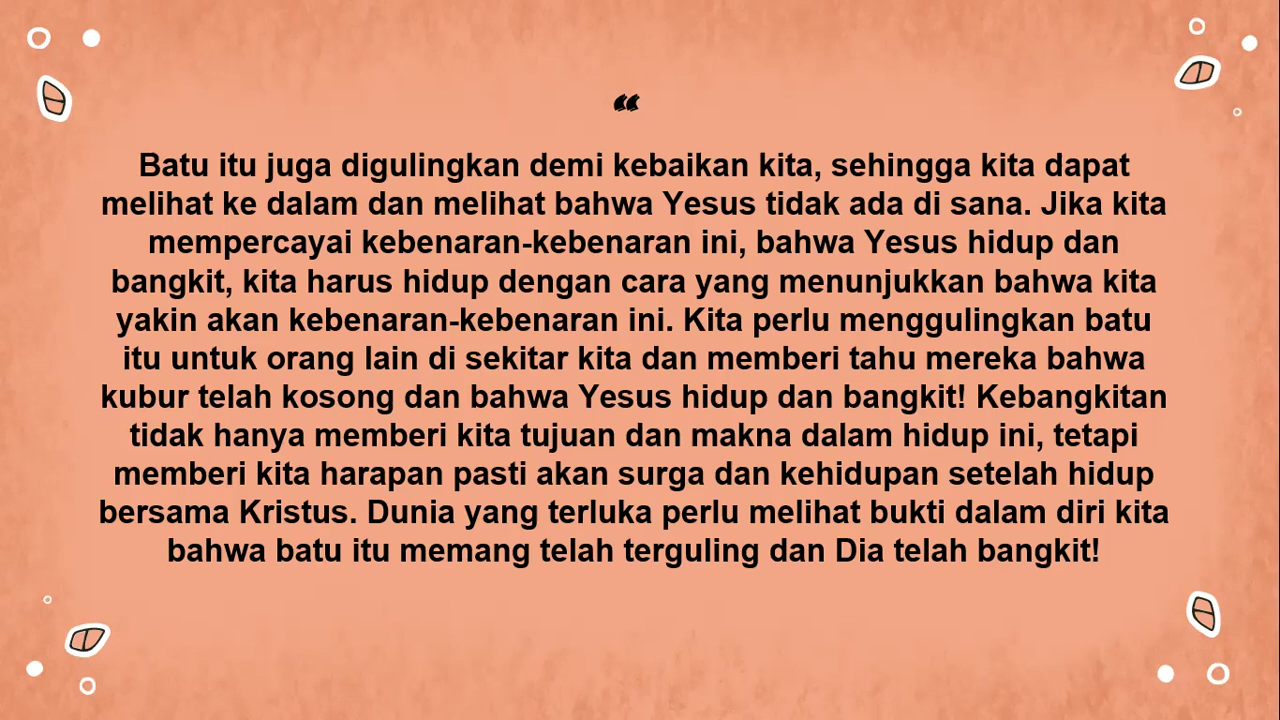 “
Batu itu juga digulingkan demi kebaikan kita, sehingga kita dapat
melihat ke dalam dan melihat bahwa Yesus tidak ada di sana. Jika kita
mempercayai kebenaran-kebenaran ini, bahwa Yesus hidup dan
bangkit, kita harus hidup dengan cara yang menunjukkan bahwa kita
yakin akan kebenaran-kebenaran ini. Kita perlu menggulingkan batu
itu untuk orang lain di sekitar kita dan memberi tahu mereka bahwa
kubur telah kosong dan bahwa Yesus hidup dan bangkit! Kebangkitan
tidak hanya memberi kita tujuan dan makna dalam hidup ini, tetapi
memberi kita harapan pasti akan surga dan kehidupan setelah hidup
bersama Kristus. Dunia yang terluka perlu melihat bukti dalam diri kita
bahwa batu itu memang telah terguling dan Dia telah bangkit!